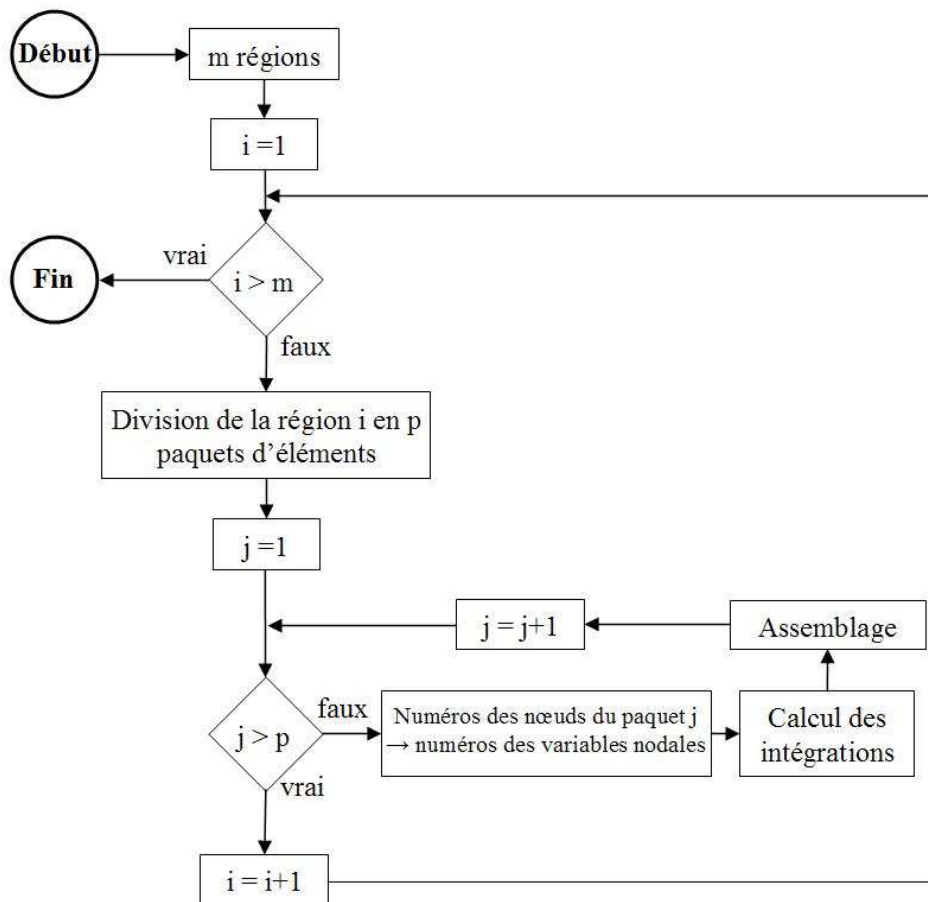 Début
m régions
i =1
vrai
i > m
Fin
faux
Division de la région i en p
paquets d'éléments
j =1
j = j+1
Assemblage
j > p
faux
Numéros des nœuds du paquet j
→ numéros des variables nodales
Calcul des
intégrations
vrai
i = i+1